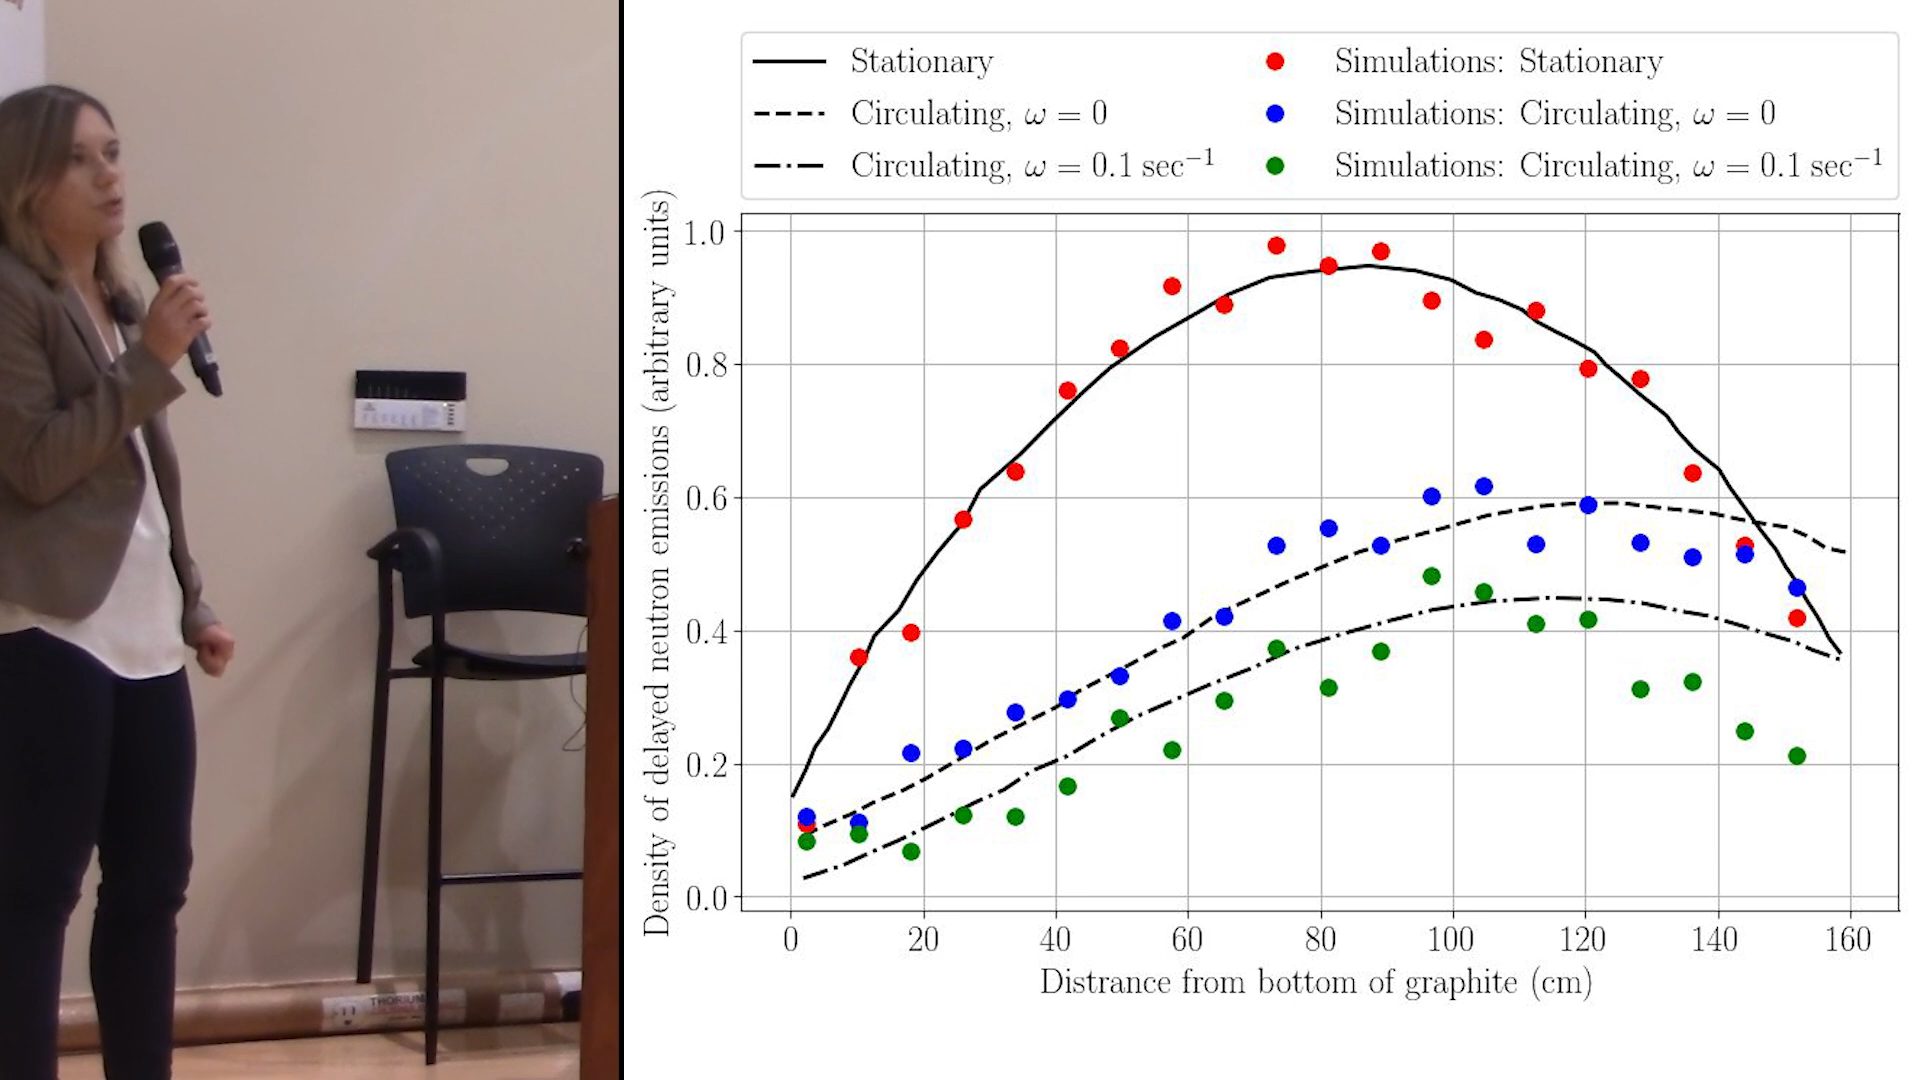 THORIUM
Stationary
Circulating, ω = 0
Circulating, ω = 0.1 sec⁻¹
Simulations: Stationary
Simulations: Circulating, ω = 0
Simulations: Circulating, ω = 0.1 sec⁻¹
Density of delayed neutron emissions (arbitrary units)
1.0
0.8
0.6
0.4
0.2
0.0
0 20 40 60 80 100 120 140 160
Distrance from bottom of graphite (cm)